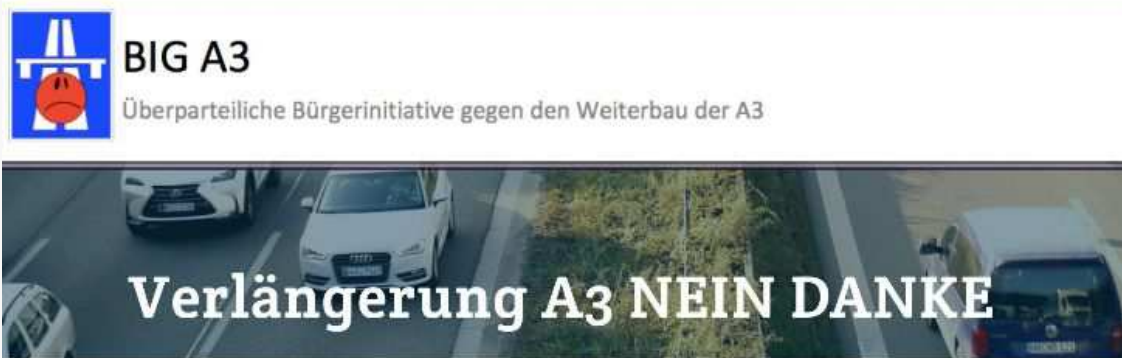 BIG A3
Überparteiliche Bürgerinitiative gegen den Weiterbau der A3
Verlängerung A3 NEIN DANKE